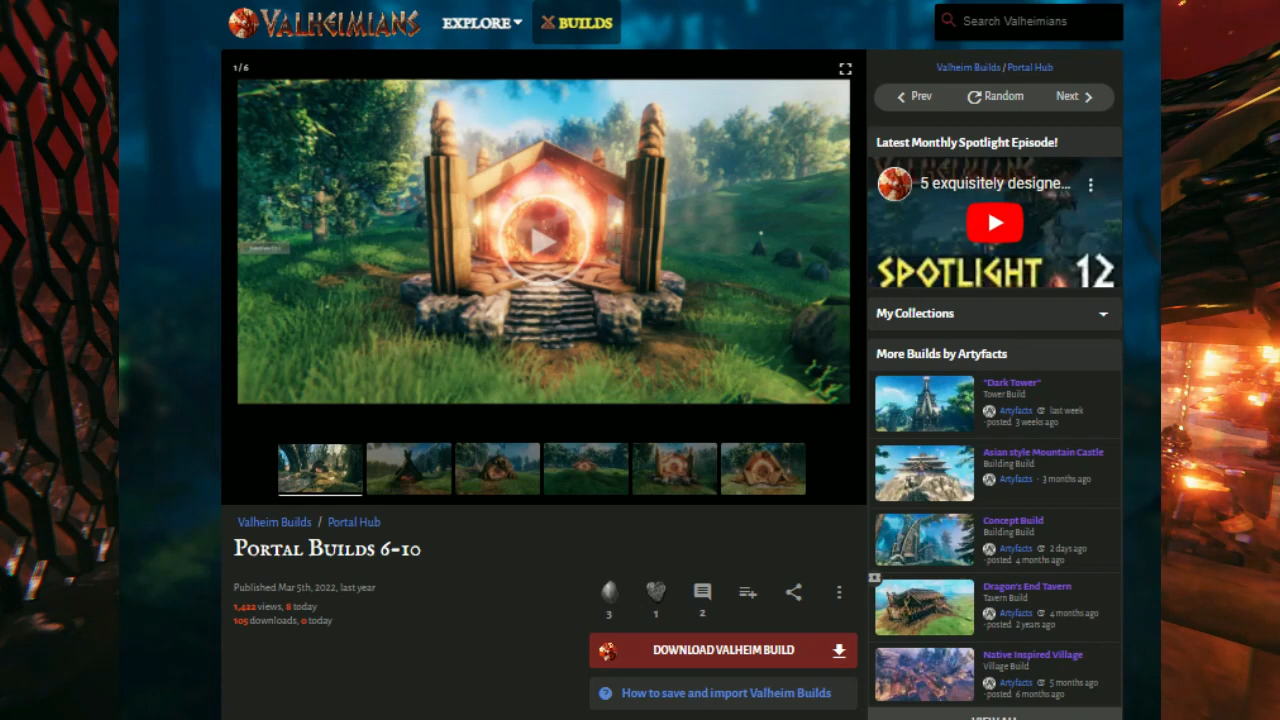 VALHEIMIANS
EXPLORE
BUILDS
Search Valheimians
1/6
Valheim Builds / Portal Hub
Prev
Random
Next
Latest Monthly Spotlight Episode!
5 exquisitely designe...
SPOTLIGHT 12
My Collections
More Builds by Artyfacts
"Dark Tower"
Tower Build
Artyfacts last week
·posted 3 weeks ago
Asian style Mountain Castle
Building Build
Artyfacts · 3 months ago
Concept Build
Building Build
Artyfacts 2 days ago
·posted 4 months ago
Dragon's End Tavern
Tavern Build
Artyfacts 4 months ago
·posted 2 years ago
Native Inspired Village
Village Build
Artyfacts 5 months ago
·posted 6 months ago
VIEW ALL
Valheim Builds / Portal Hub
Portal Builds 6-10
Published Mar 5th, 2022, last year
1,422 views, 8 today
105 downloads, 0 today
3
1
2
DOWNLOAD VALHEIM BUILD
How to save and import Valheim Builds